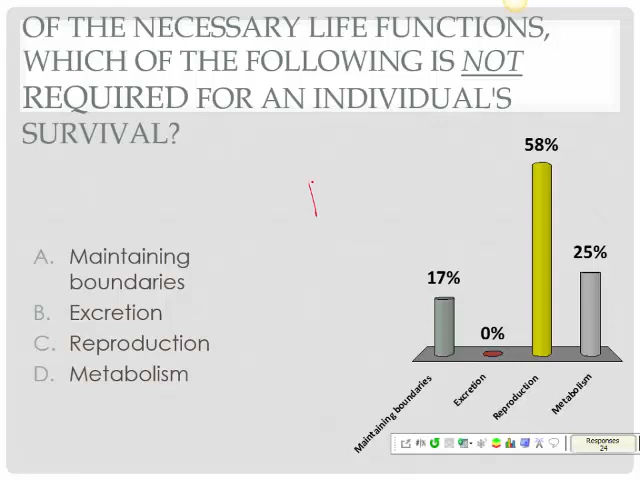 OF THE NECESSARY LIFE FUNCTIONS,
WHICH OF THE FOLLOWING IS NOT
REQUIRED FOR AN INDIVIDUAL'S
SURVIVAL?
A. Maintaining
boundaries
B. Excretion
C. Reproduction
D. Metabolism
58%
25%
17%
0%
Maintaining boundaries
Excretion
Reproduction
Metabolism
Responses
24